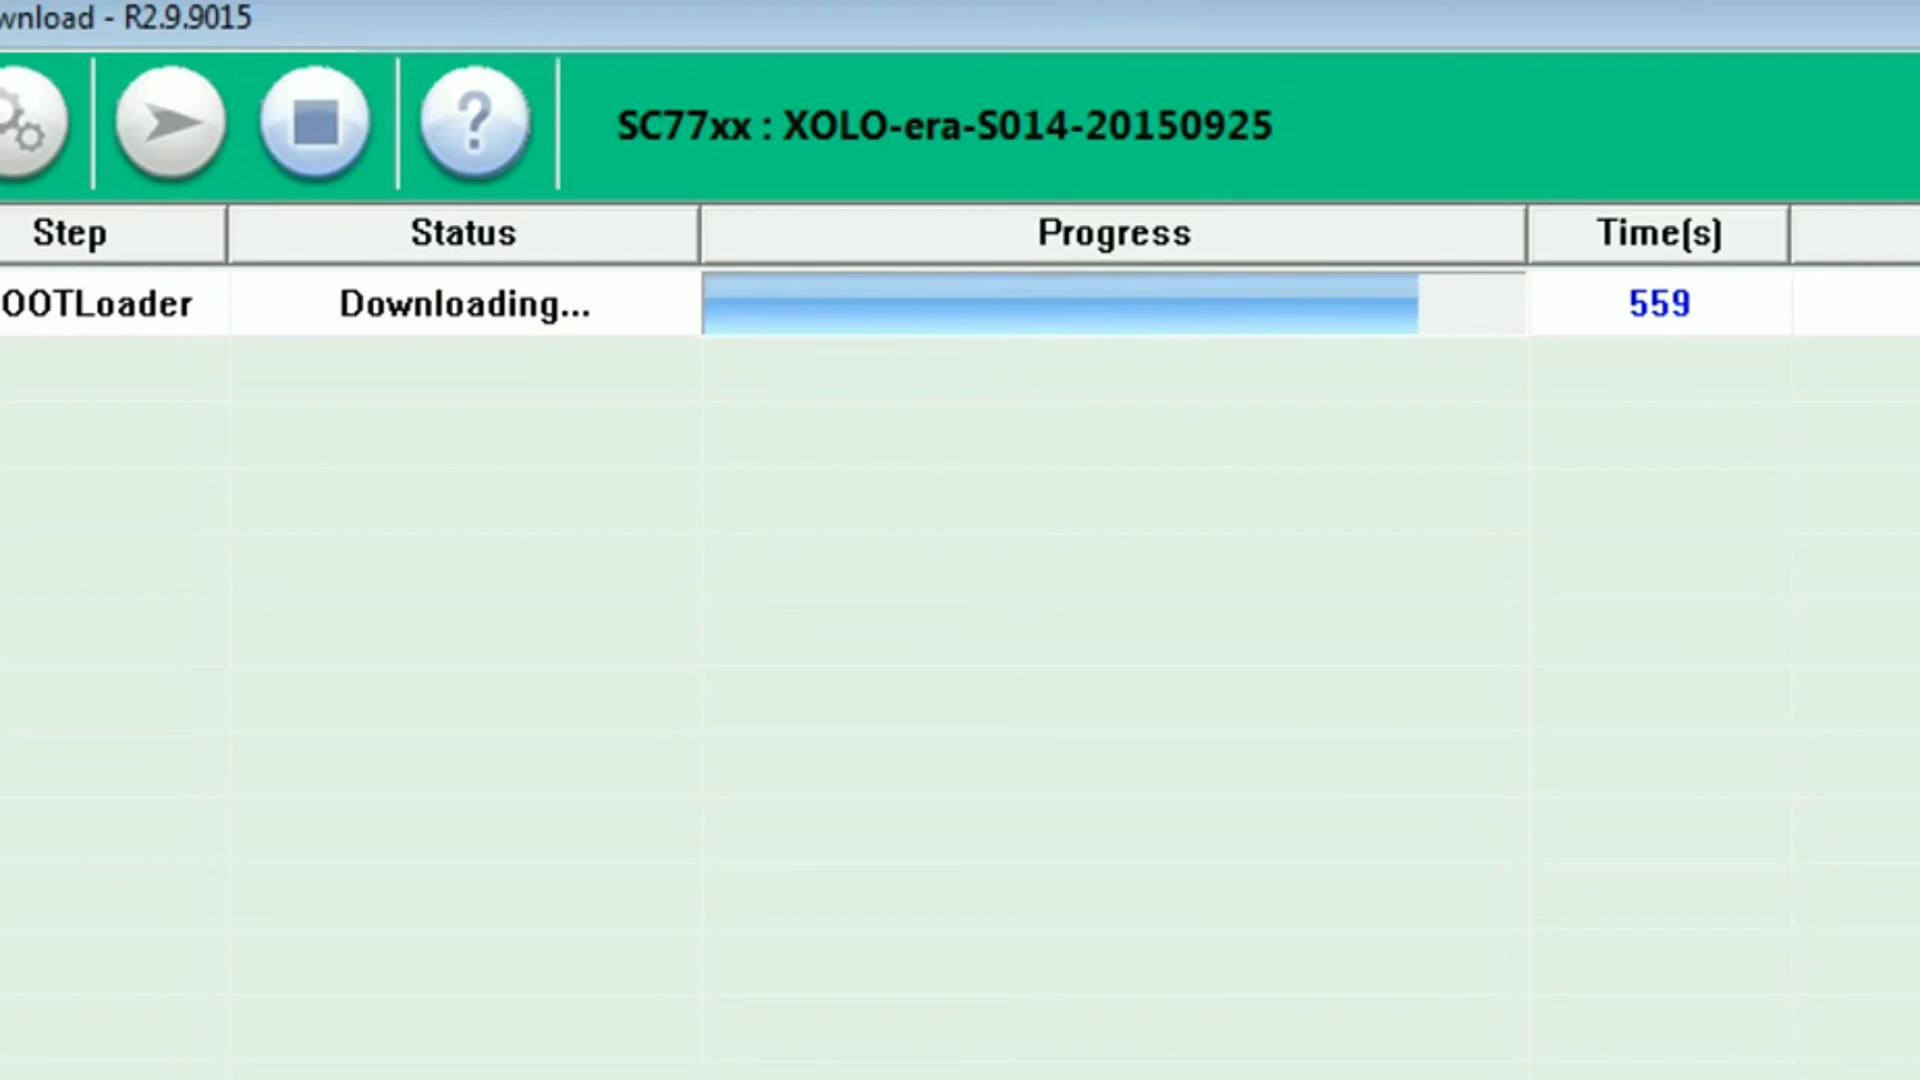 wnload - R2.9.9015
?
SC77xx : XOLO-era-S014-20150925
Step Status Progress Time(s)
OOTLoader Downloading... 559